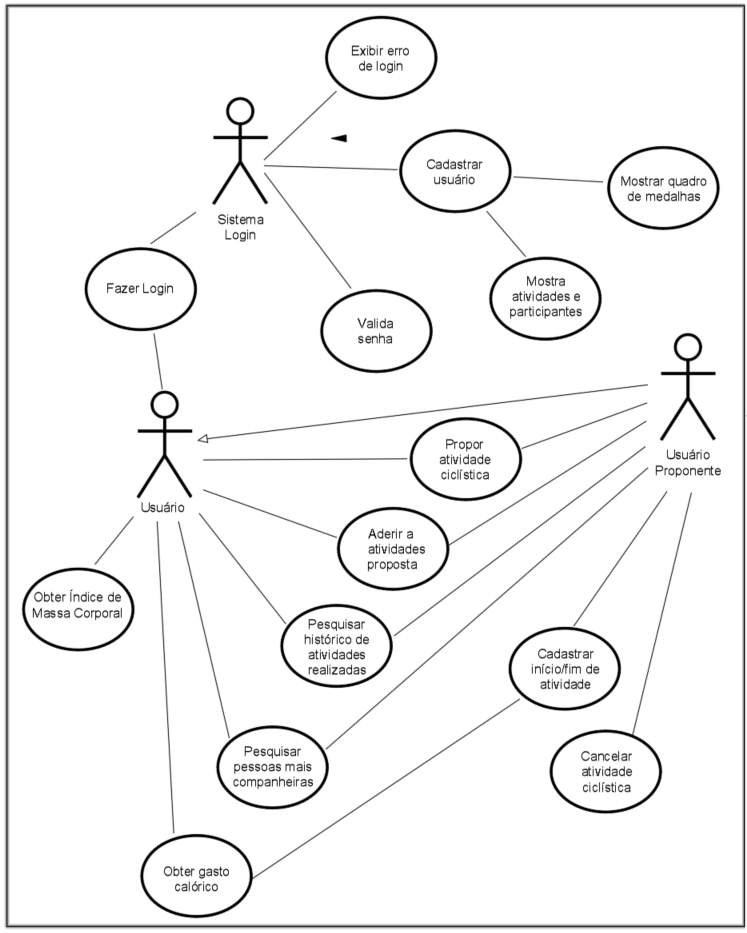 Exibir erro
de login
Cadastrar
usuário
Mostrar quadro
de medalhas
Sistema
Login
Fazer Login
Mostra
atividades e
participantes
Valida
senha
Propor
atividade
ciclística
Usuário
Proponente
Usuário
Aderir a
atividades
proposta
Obter Índice de
Massa Corporal
Pesquisar
histórico de
atividades
realizadas
Cadastrar
início/fim de
atividade
Pesquisar
pessoas mais
companheiras
Cancelar
atividade
ciclística
Obter gasto
calórico